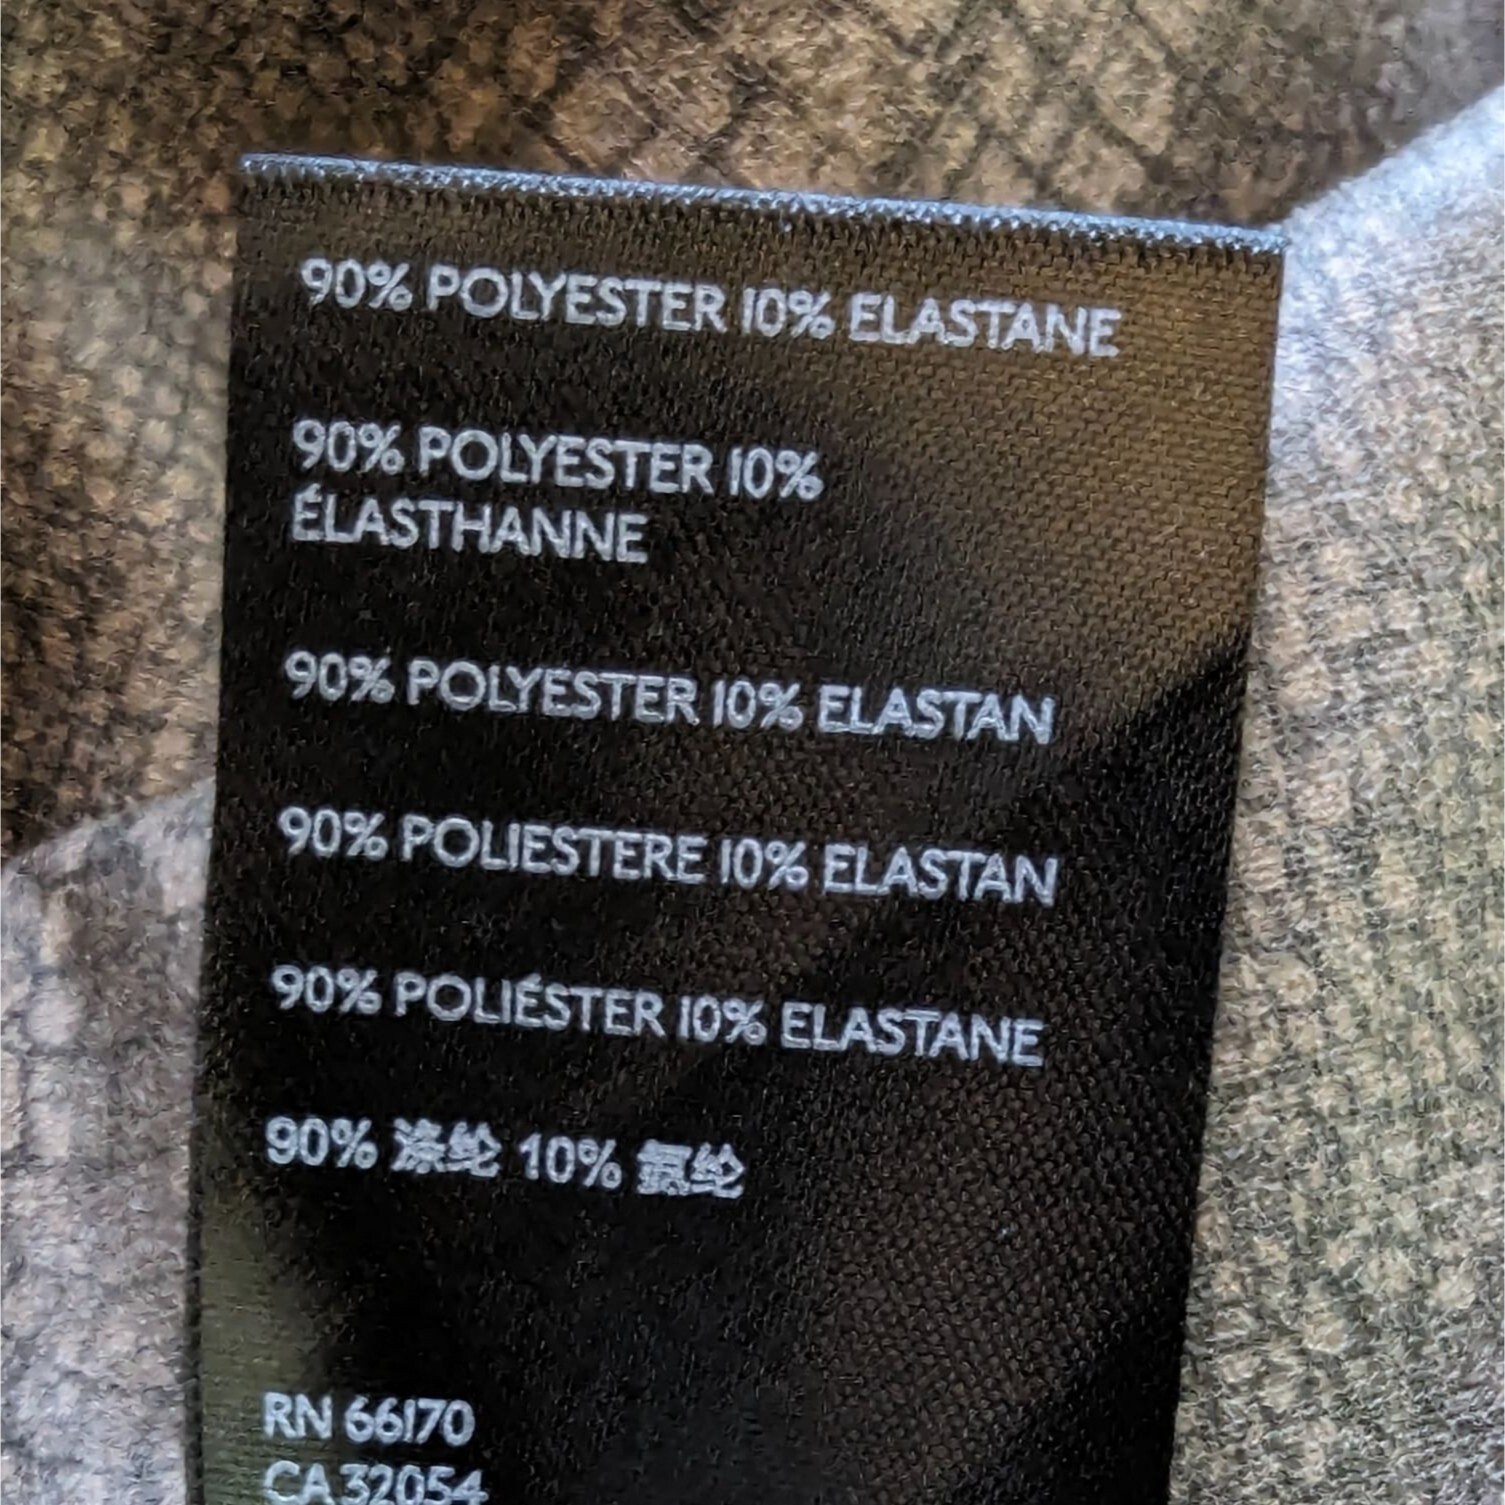 90% POLYESTER 10% ELASTANE
90% POLYESTER 10%
ÉLASTHANNE
90% POLYESTER 10% ELASTAN
90% POLIESTERE 10% ELASTAN
90% POLIÉSTER 10% ELASTANE
90% 涤纶 10% 氨纶
RN 66170
CA 32054